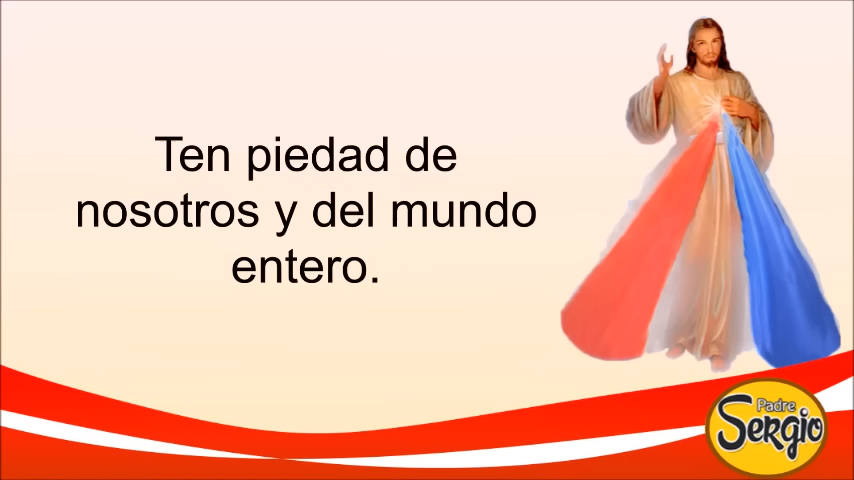 Ten piedad de
nosotros y del mundo
entero.
Padre
Sergio